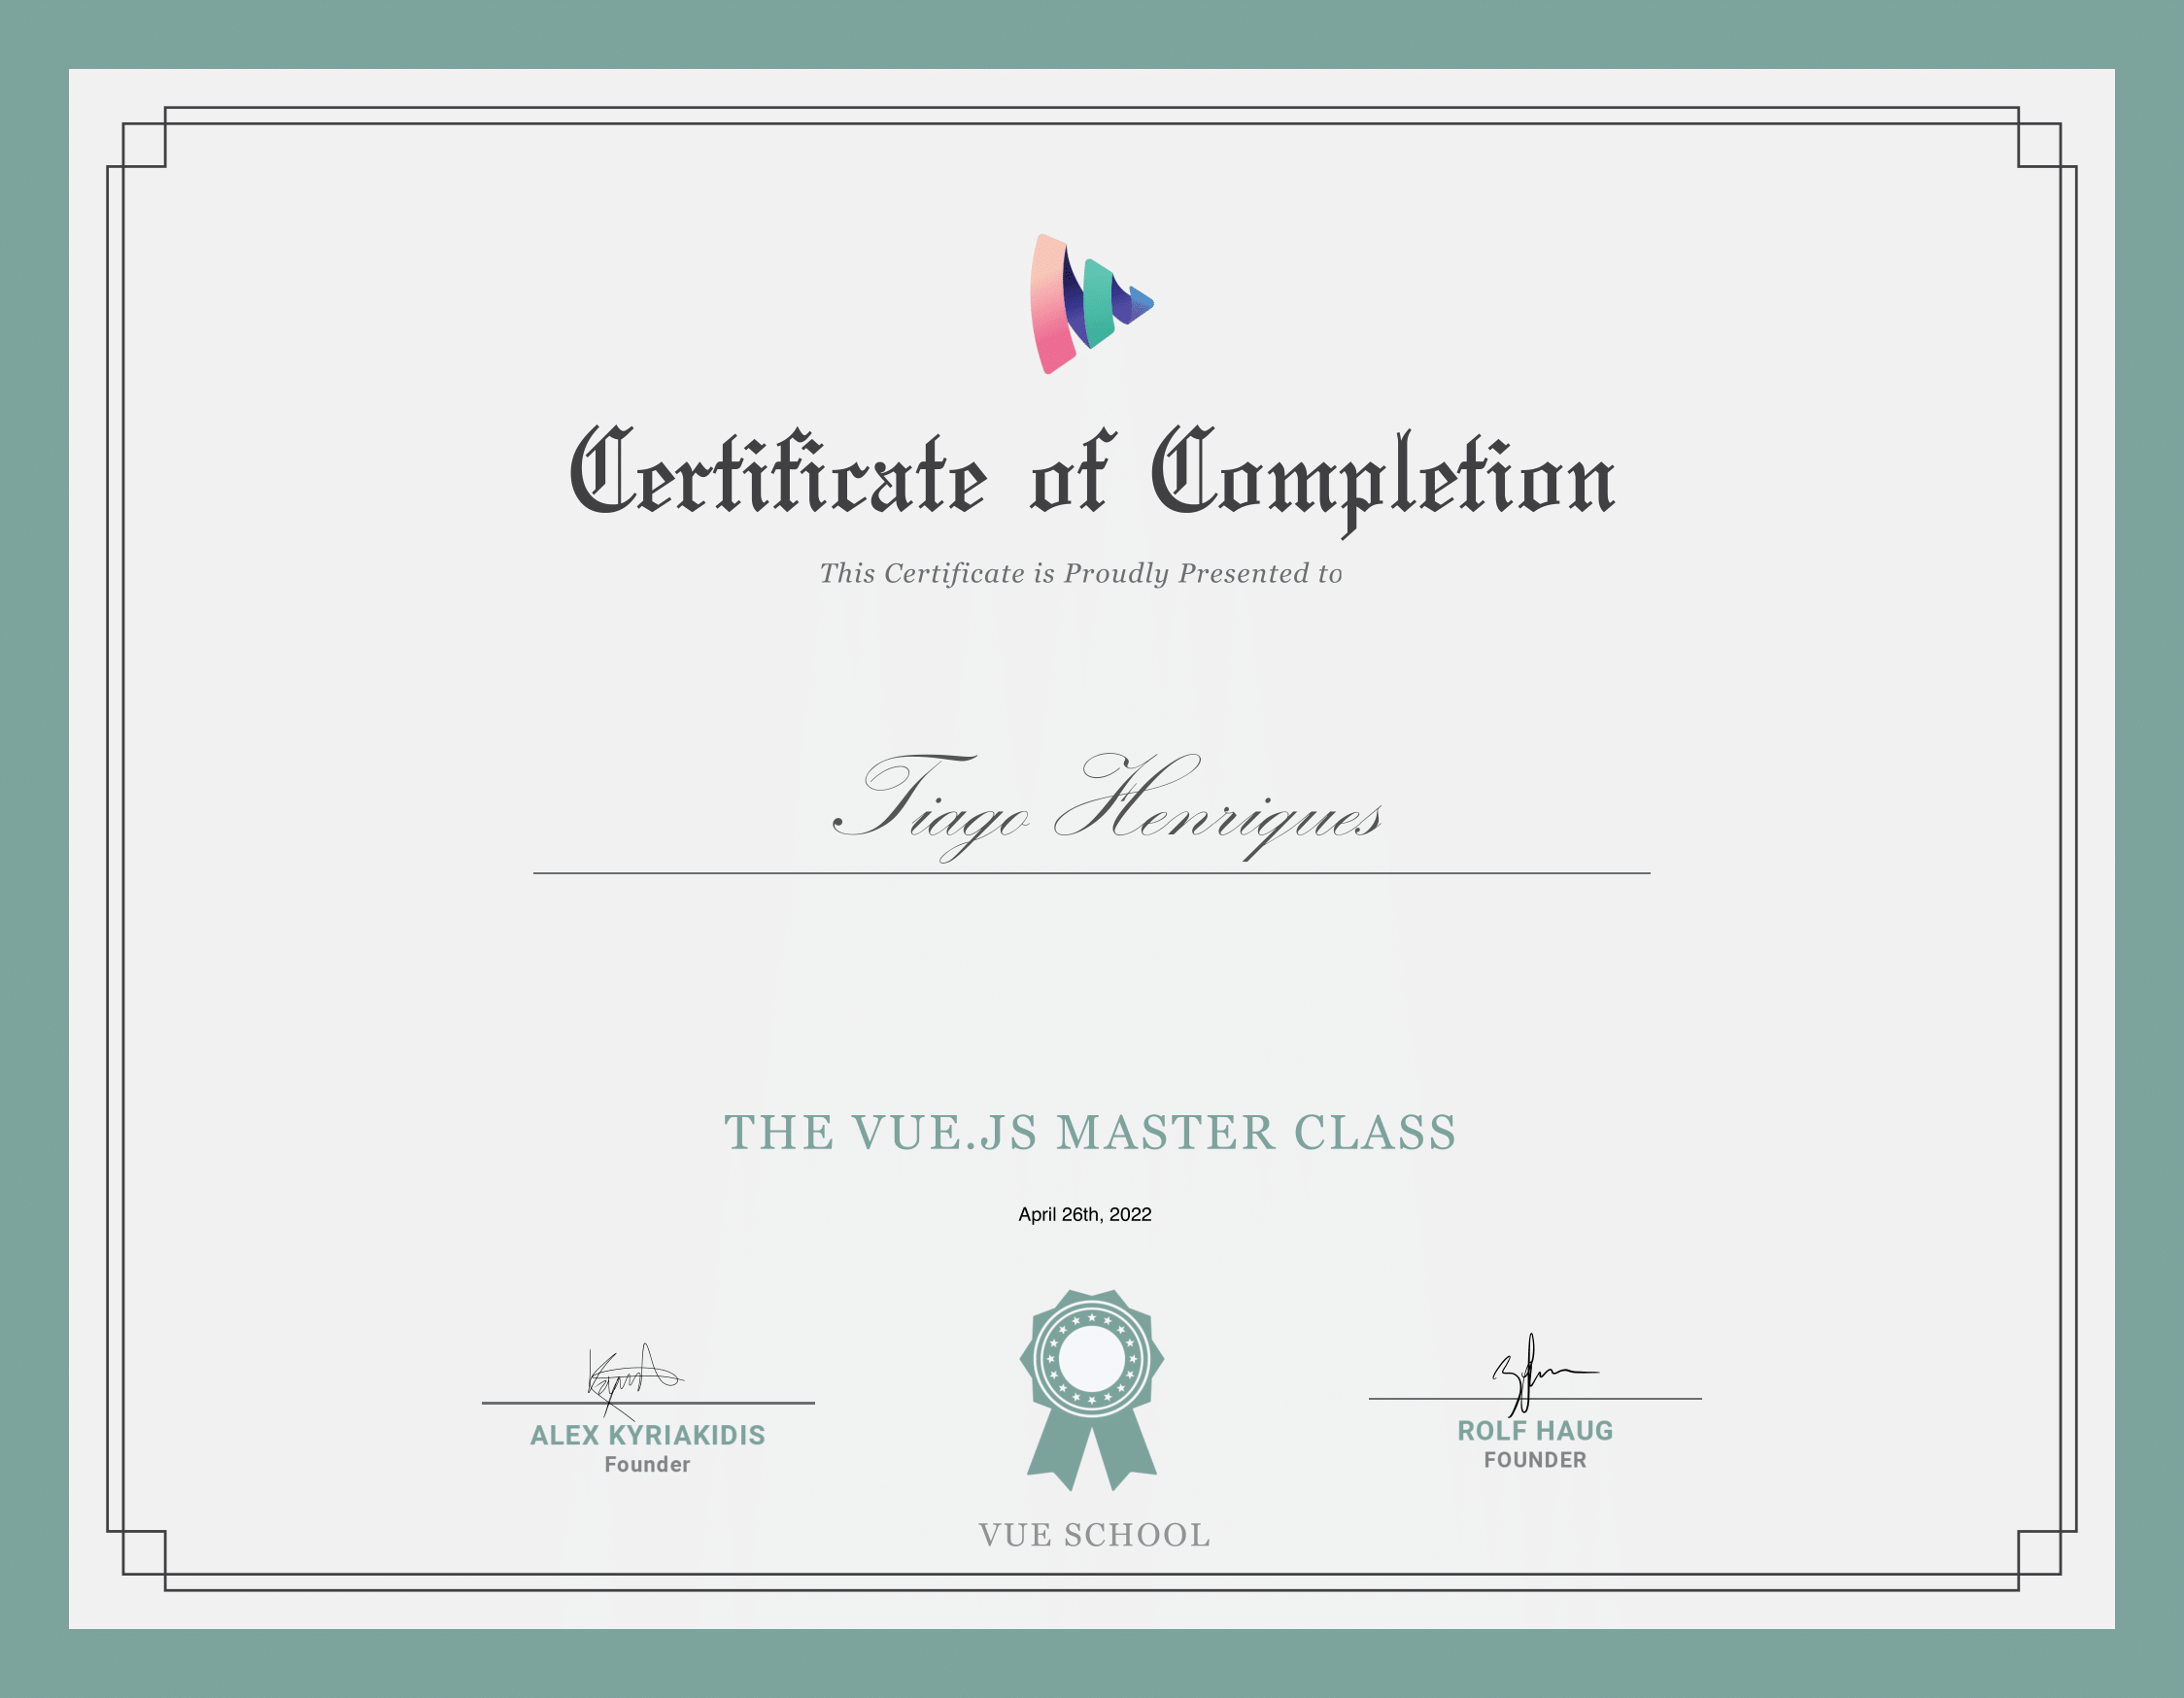 Certificate of Completion
This Certificate is Proudly Presented to
Tiago Henriques
THE VUE.JS MASTER CLASS
April 26th, 2022
ALEX KYRIAKIDIS
Founder
ROLF HAUG
FOUNDER
VUE SCHOOL